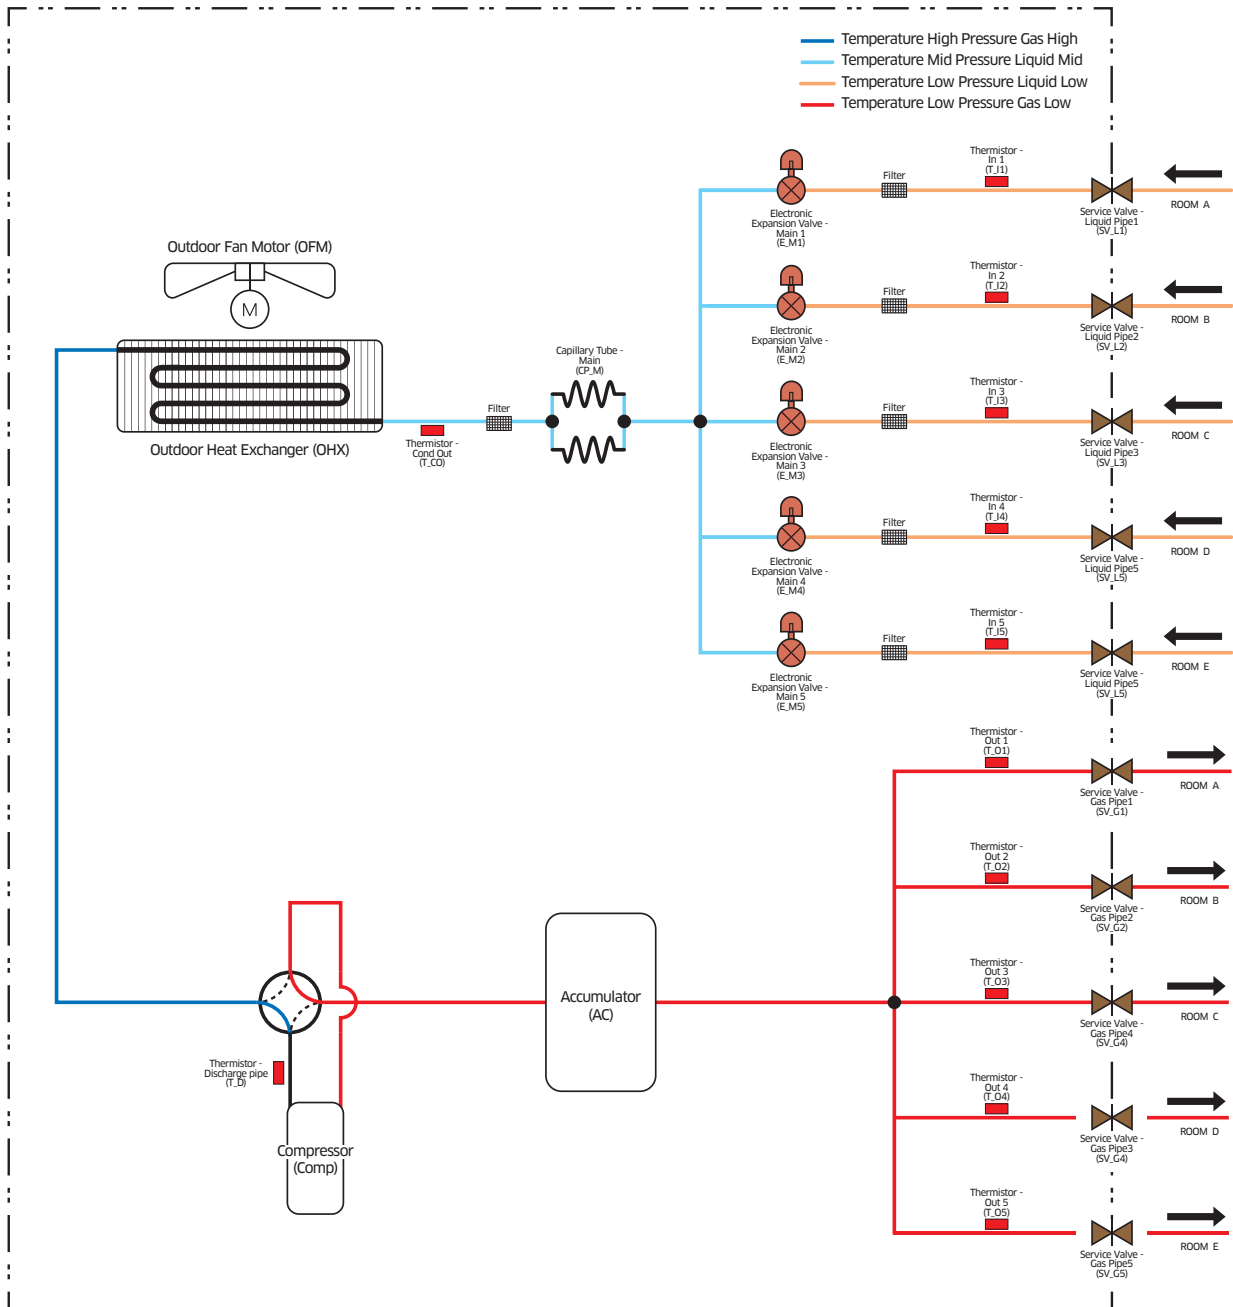 Temperature High Pressure Gas High
Temperature Mid Pressure Liquid Mid
Temperature Low Pressure Liquid Low
Temperature Low Pressure Gas Low
Thermistor -
In 1
(T_I1)
Filter
Electronic
Expansion Valve -
Main 1
(E_M1)
Service Valve -
Liquid Pipe1
(SV_L1)
ROOM A
Outdoor Fan Motor (OFM)
M
Thermistor -
In 2
(T_I2)
Filter
Electronic
Expansion Valve -
Main 2
(E_M2)
Service Valve -
Liquid Pipe2
(SV_L2)
ROOM B
Capillary Tube -
Main
(CP_M)
Thermistor -
In 3
(T_I3)
Filter
Filter
Electronic
Expansion Valve -
Main 3
(E_M3)
Service Valve -
Liquid Pipe3
(SV_L3)
ROOM C
Outdoor Heat Exchanger (OHX)
Thermistor -
Cond Out
(T_CO)
Thermistor -
In 4
(T_I4)
Filter
Electronic
Expansion Valve -
Main 4
(E_M4)
Service Valve -
Liquid Pipe5
(SV_L5)
ROOM D
Thermistor -
In 5
(T_I5)
Filter
Electronic
Expansion Valve -
Main 5
(E_M5)
Service Valve -
Liquid Pipe5
(SV_L5)
ROOM E
Thermistor -
Out 1
(T_O1)
Service Valve -
Gas Pipe1
(SV_G1)
ROOM A
Thermistor -
Out 2
(T_O2)
Service Valve -
Gas Pipe2
(SV_G2)
ROOM B
Thermistor -
Out 3
(T_O3)
Service Valve -
Gas Pipe4
(SV_G4)
ROOM C
Accumulator
(AC)
Thermistor -
Discharge pipe
(T_D)
Compressor
(Comp)
Thermistor -
Out 4
(T_O4)
Service Valve -
Gas Pipe3
(SV_G4)
ROOM D
Thermistor -
Out 5
(T_O5)
Service Valve -
Gas Pipe5
(SV_G5)
ROOM E